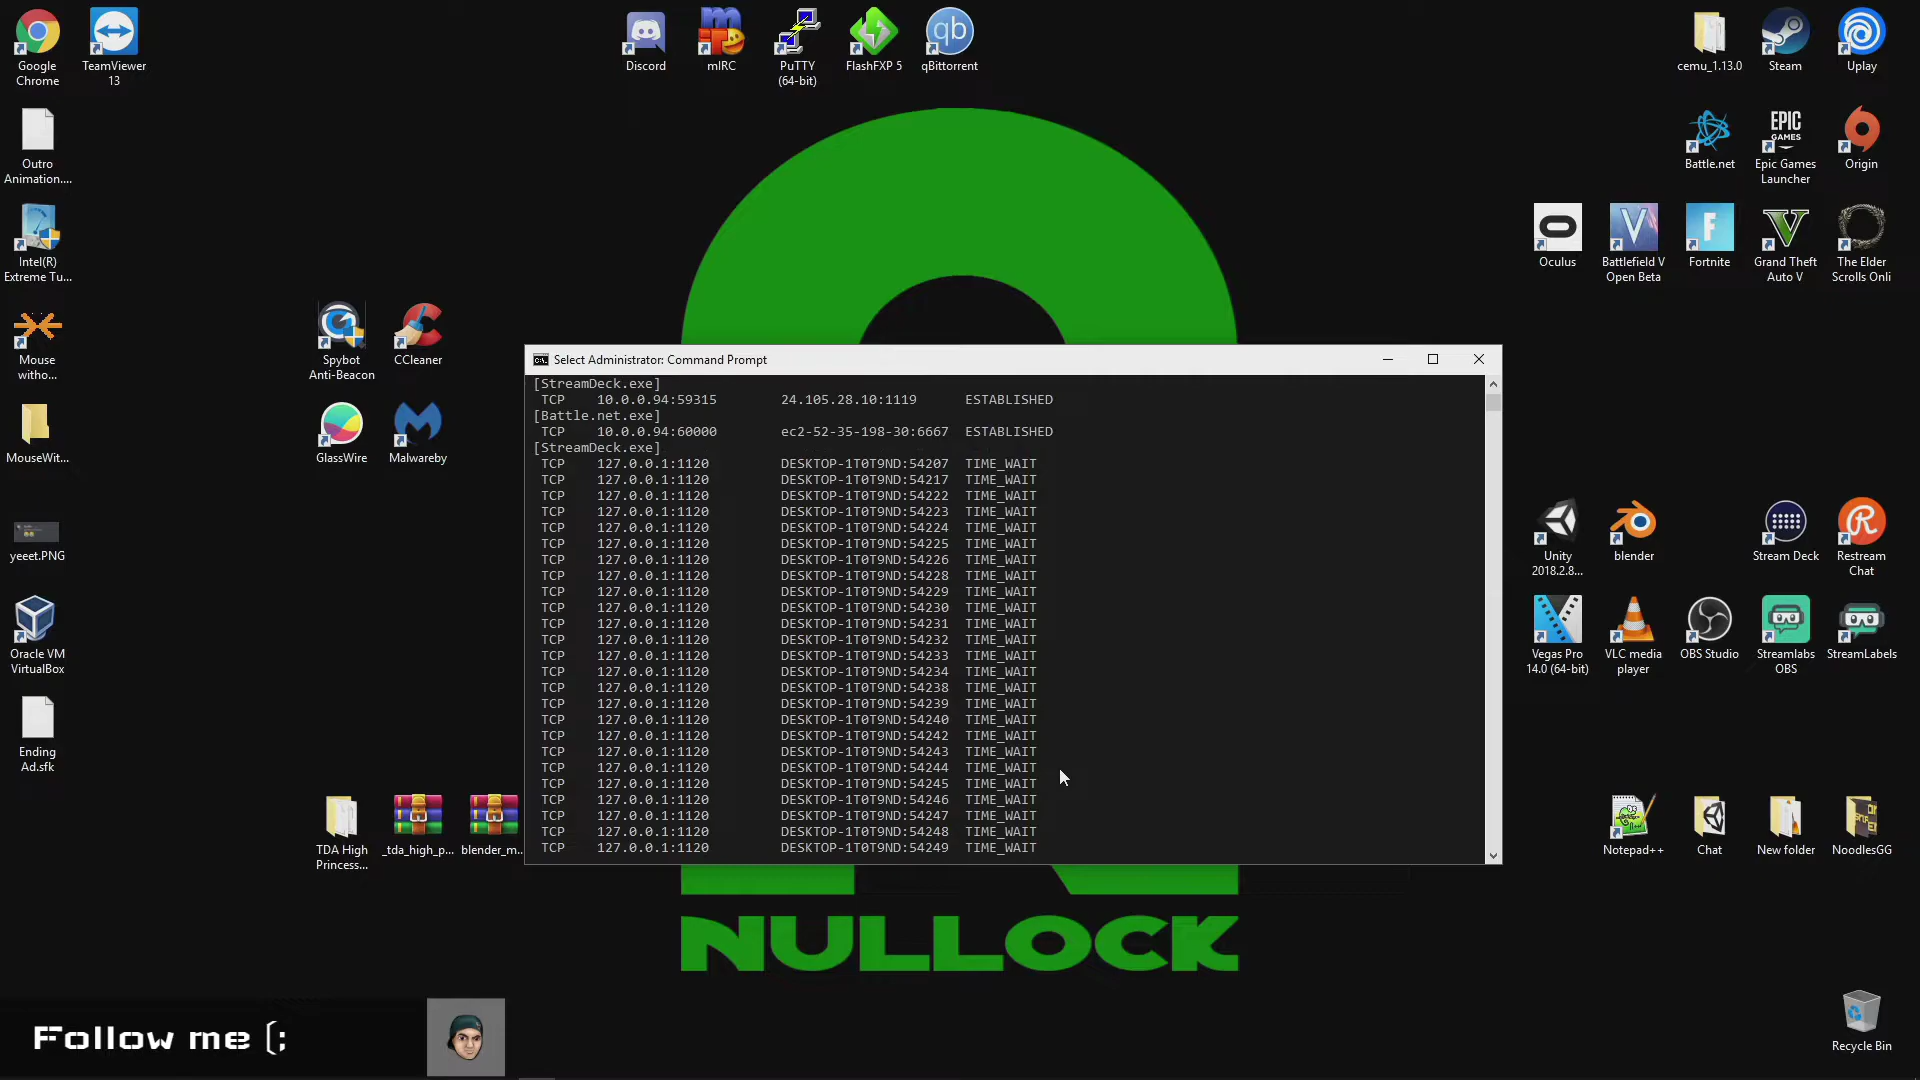 Google
Chrome
TeamViewer
13
Discord
mIRC
PuTTY
(64-bit)
FlashFXP 5
qBittorrent
cemu_1.13.0
Steam
Uplay
Outro
Animation....
Battle.net
Epic Games
Launcher
Origin
Intel(R)
Extreme Tu...
Oculus
Battlefield V
Open Beta
Fortnite
Grand Theft
Auto V
The Elder
Scrolls Onli
Mouse
witho...
Spybot
Anti-Beacon
CCleaner
MouseWit...
GlassWire
Malwareby
Select Administrator: Command Prompt
[StreamDeck.exe]
TCP 10.0.0.94:59315 24.105.28.10:1119 ESTABLISHED
[Battle.net.exe]
TCP 10.0.0.94:60000 ec2-52-35-198-30:6667 ESTABLISHED
[StreamDeck.exe]
TCP 127.0.0.1:1120 DESKTOP-1T0T9ND:54207 TIME_WAIT
TCP 127.0.0.1:1120 DESKTOP-1T0T9ND:54217 TIME_WAIT
TCP 127.0.0.1:1120 DESKTOP-1T0T9ND:54222 TIME_WAIT
TCP 127.0.0.1:1120 DESKTOP-1T0T9ND:54223 TIME_WAIT
TCP 127.0.0.1:1120 DESKTOP-1T0T9ND:54224 TIME_WAIT
TCP 127.0.0.1:1120 DESKTOP-1T0T9ND:54225 TIME_WAIT
TCP 127.0.0.1:1120 DESKTOP-1T0T9ND:54226 TIME_WAIT
TCP 127.0.0.1:1120 DESKTOP-1T0T9ND:54228 TIME_WAIT
TCP 127.0.0.1:1120 DESKTOP-1T0T9ND:54229 TIME_WAIT
TCP 127.0.0.1:1120 DESKTOP-1T0T9ND:54230 TIME_WAIT
TCP 127.0.0.1:1120 DESKTOP-1T0T9ND:54231 TIME_WAIT
TCP 127.0.0.1:1120 DESKTOP-1T0T9ND:54232 TIME_WAIT
TCP 127.0.0.1:1120 DESKTOP-1T0T9ND:54233 TIME_WAIT
TCP 127.0.0.1:1120 DESKTOP-1T0T9ND:54234 TIME_WAIT
TCP 127.0.0.1:1120 DESKTOP-1T0T9ND:54238 TIME_WAIT
TCP 127.0.0.1:1120 DESKTOP-1T0T9ND:54239 TIME_WAIT
TCP 127.0.0.1:1120 DESKTOP-1T0T9ND:54240 TIME_WAIT
TCP 127.0.0.1:1120 DESKTOP-1T0T9ND:54242 TIME_WAIT
TCP 127.0.0.1:1120 DESKTOP-1T0T9ND:54243 TIME_WAIT
TCP 127.0.0.1:1120 DESKTOP-1T0T9ND:54244 TIME_WAIT
TCP 127.0.0.1:1120 DESKTOP-1T0T9ND:54245 TIME_WAIT
TCP 127.0.0.1:1120 DESKTOP-1T0T9ND:54246 TIME_WAIT
TCP 127.0.0.1:1120 DESKTOP-1T0T9ND:54247 TIME_WAIT
TCP 127.0.0.1:1120 DESKTOP-1T0T9ND:54248 TIME_WAIT
TCP 127.0.0.1:1120 DESKTOP-1T0T9ND:54249 TIME_WAIT
yeeet.PNG
Unity
2018.2.8...
blender
Stream Deck
Restream
Chat
Oracle VM
VirtualBox
Vegas Pro
14.0 (64-bit)
VLC media
player
OBS Studio
Streamlabs
OBS
StreamLabels
Ending
Ad.sfk
TDA High
Princess...
_tda_high_p...
blender_m...
Notepad++
Chat
New folder
NoodlesGG
NULLOCK
Follow me (;
Recycle Bin